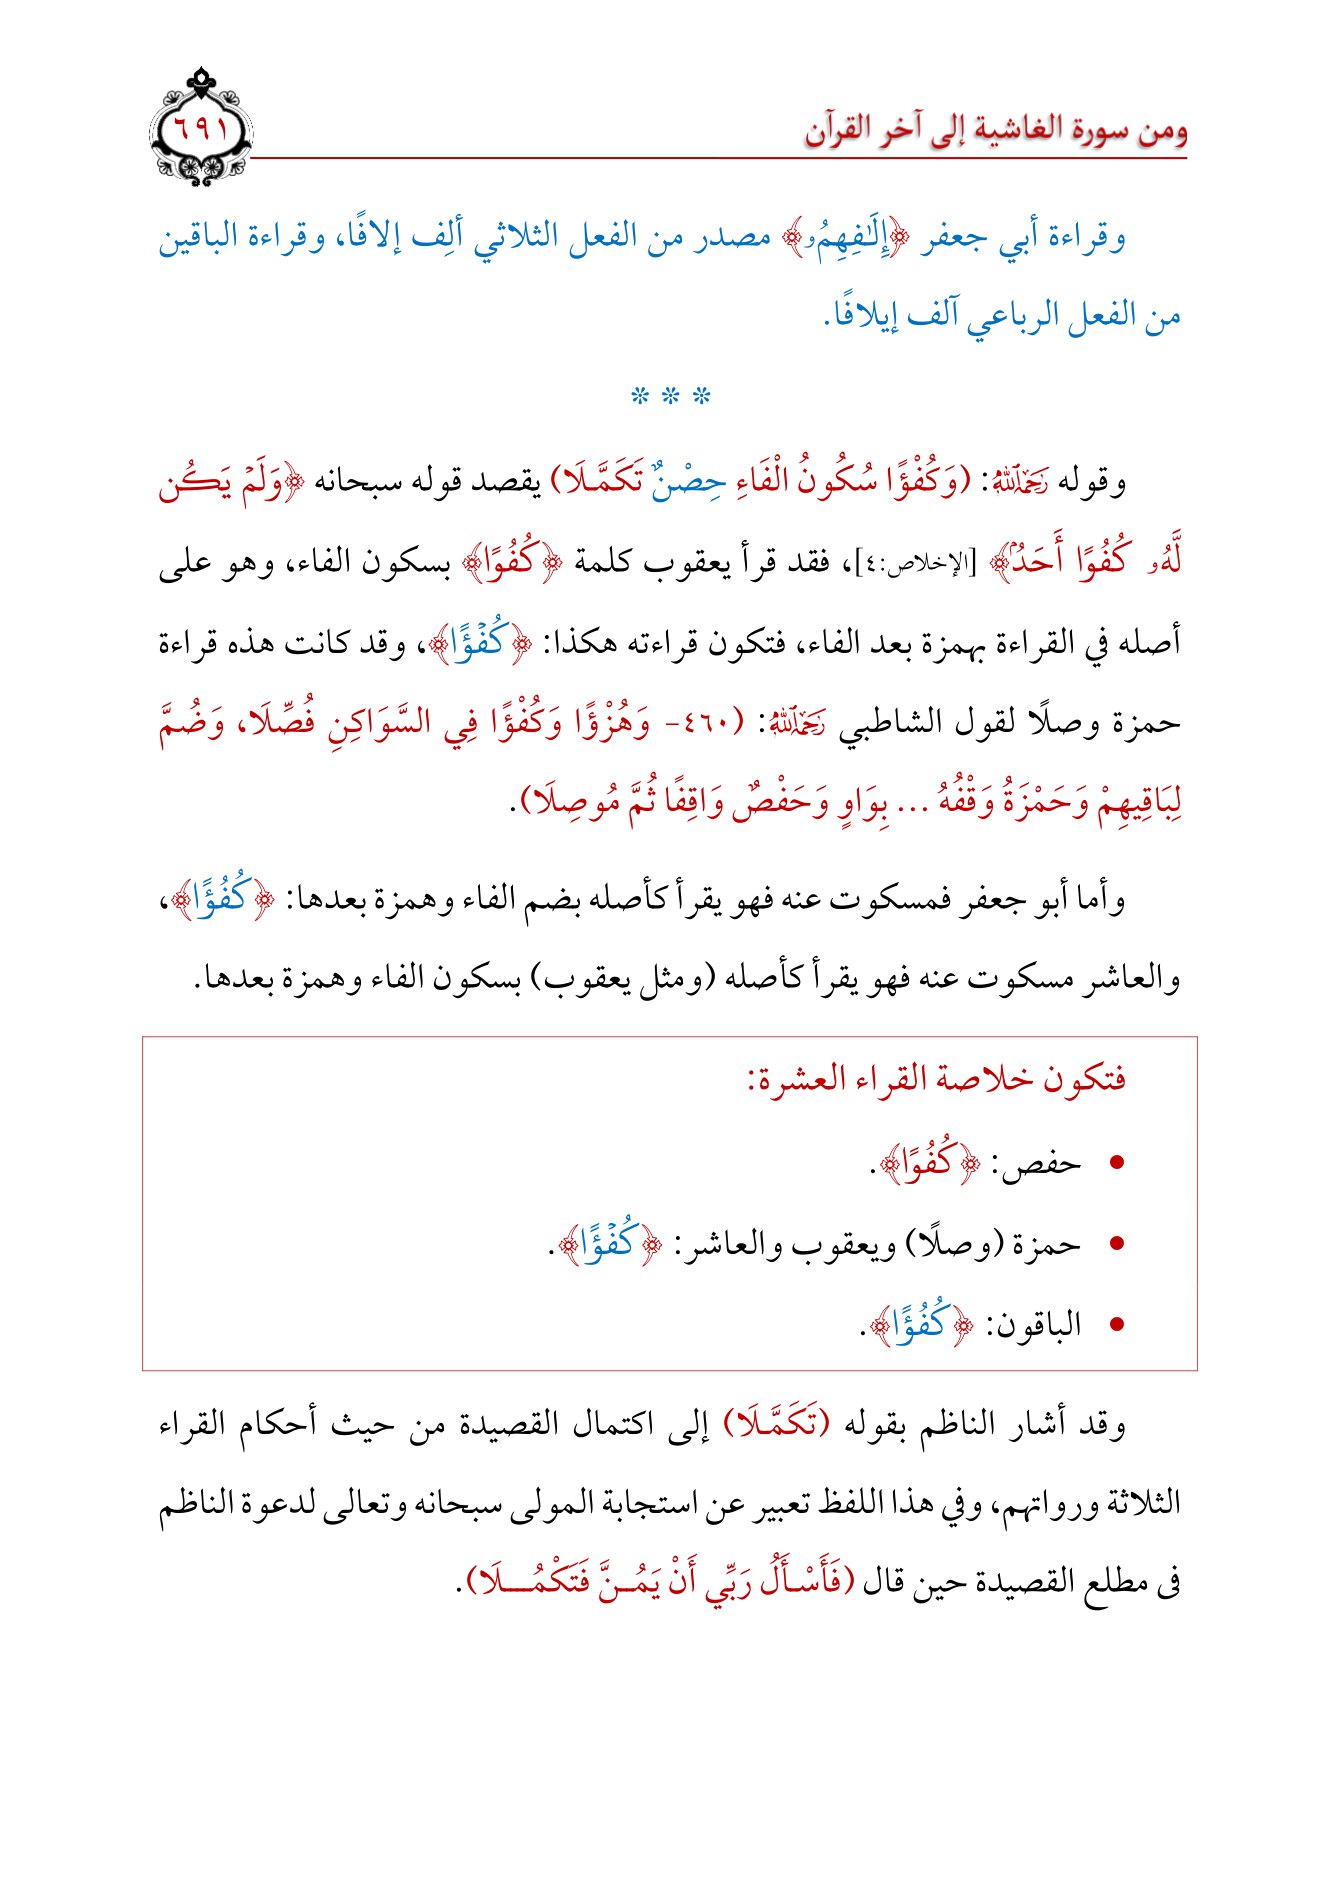 ومن سورة الغاشية إلى آخر القرآن
٦٩١
وقراءة أبي جعفر ﴿إِلَٰفِهِمُۥ﴾ مصدر من الفعل الثلاثي ألِف إلافًا، وقراءة الباقين
من الفعل الرباعي آلف إيلافًا.
* * *
وقوله رَحِمَهُ اللَّهُ: (وَكُفْؤًا سُكُونُ الْفَاءِ حِصْنٌ تَكَمَّلَا) يقصد قوله سبحانه ﴿وَلَمْ يَكُن
لَّهُۥ كُفُوًا أَحَدٌۢ﴾ [الإخلاص:٤]، فقد قرأ يعقوب كلمة ﴿كُفُوًا﴾ بسكون الفاء، وهو على
أصله في القراءة بهمزة بعد الفاء، فتكون قراءته هكذا: ﴿كُفْؤًا﴾، وقد كانت هذه قراءة
حمزة وصلًا لقول الشاطبي رَحِمَهُ اللَّهُ: (٤٦٠- وَهُزْؤًا وَكُفْؤًا فِي السَّوَاكِنِ فُصِّلَا، وَضُمَّ
لِبَاقِيهِمْ وَحَمْزَةُ وَقْفُهُ ... بِوَاوٍ وَحَفْصٌ وَاقِفًا ثُمَّ مُوصِلَا).
وأما أبو جعفر فمسكوت عنه فهو يقرأ كأصله بضم الفاء وهمزة بعدها: ﴿كُفُؤًا﴾،
والعاشر مسكوت عنه فهو يقرأ كأصله (ومثل يعقوب) بسكون الفاء وهمزة بعدها.
فتكون خلاصة القراء العشرة:
• حفص: ﴿كُفُوًا﴾.
• حمزة (وصلًا) ويعقوب والعاشر: ﴿كُفْؤًا﴾.
• الباقون: ﴿كُفُؤًا﴾.
وقد أشار الناظم بقوله (تَكَمَّلَا) إلى اكتمال القصيدة من حيث أحكام القراء
الثلاثة ورواتهم، وفي هذا اللفظ تعبير عن استجابة المولى سبحانه وتعالى لدعوة الناظم
فى مطلع القصيدة حين قال (فَأَسْأَلُ رَبِّي أَنْ يَمُنَّ فَتَكْمُلَا).